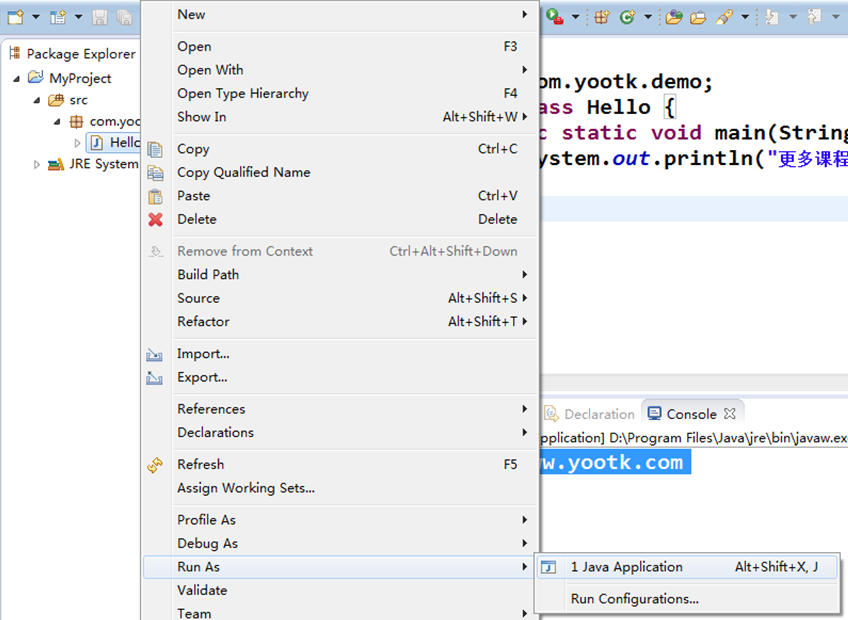 Package Explorer
MyProject
src
com.yoo
Hello
JRE System
New
Open F3
Open With
Open Type Hierarchy F4
Show In Alt+Shift+W
Copy Ctrl+C
Copy Qualified Name
Paste Ctrl+V
Delete Delete
Remove from Context Ctrl+Alt+Shift+Down
Build Path
Source Alt+Shift+S
Refactor Alt+Shift+T
Import...
Export...
References
Declarations
Refresh F5
Assign Working Sets...
Profile As
Debug As
Run As
Validate
Team
1 Java Application Alt+Shift+X, J
Run Configurations...
om.yootk.demo;
ass Hello {
c static void main(String
ystem.out.println("更多课程
Declaration Console
pplication] D:\Program Files\Java\jre\bin\javaw.ex
w.yootk.com